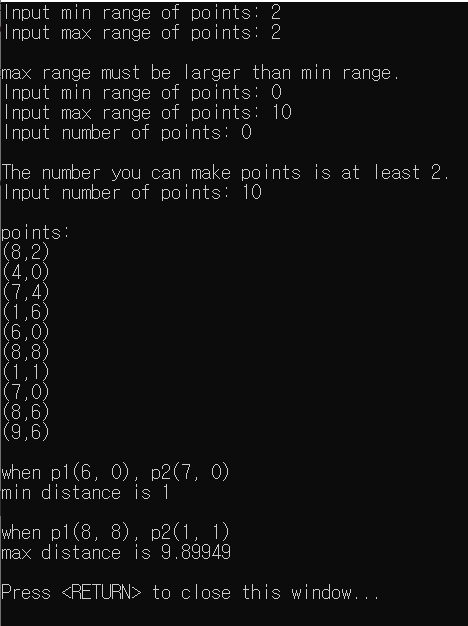 Input min range of points: 2
Input max range of points: 2
max range must be larger than min range.
Input min range of points: 0
Input max range of points: 10
Input number of points: 0
The number you can make points is at least 2.
Input number of points: 10
points:
(8,2)
(4,0)
(7,4)
(1,6)
(6,0)
(8,8)
(1,1)
(7,0)
(8,6)
(9,6)
when p1(6, 0), p2(7, 0)
min distance is 1
when p1(8, 8), p2(1, 1)
max distance is 9.89949
Press <RETURN> to close this window...